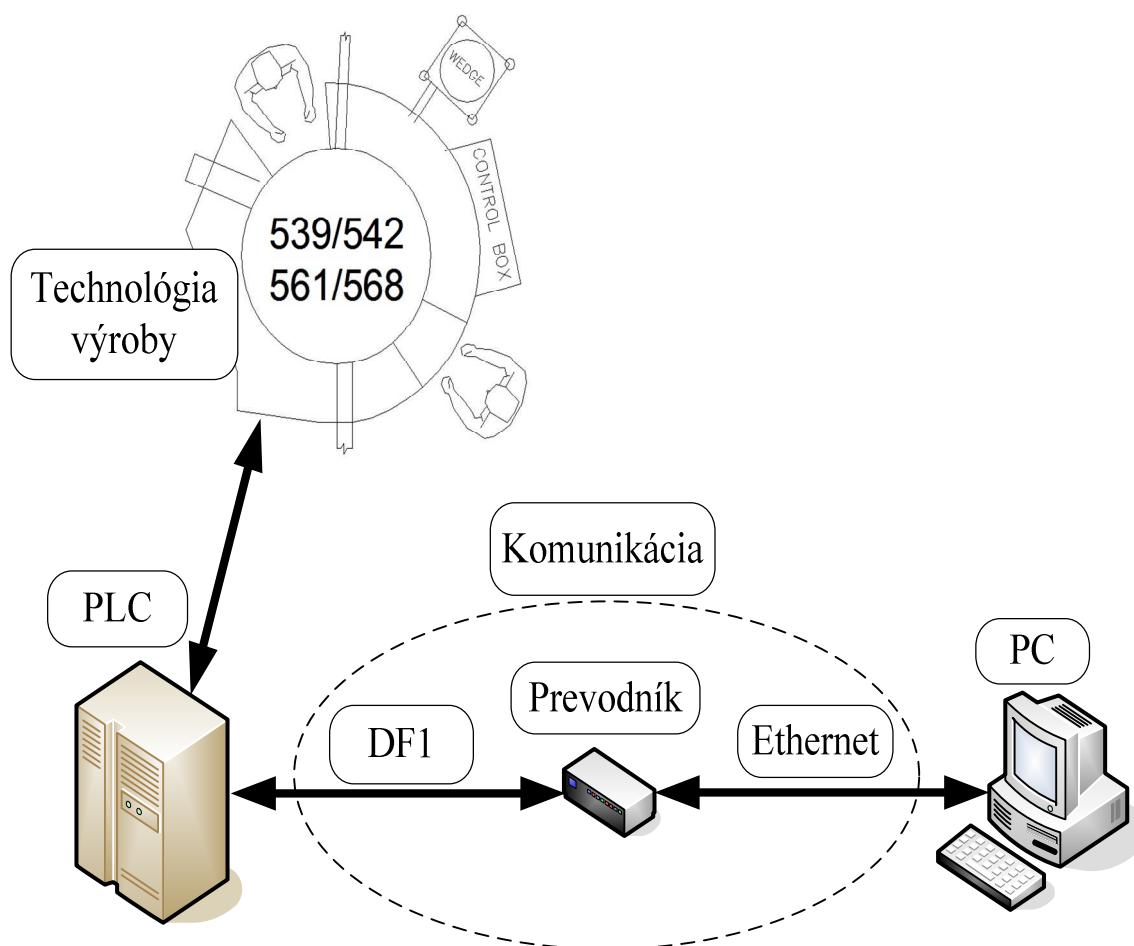 WEDGE
CONTROL BOX
539/542
561/568
Technológia
výroby
Komunikácia
PLC
PC
Prevodník
DF1
Ethernet